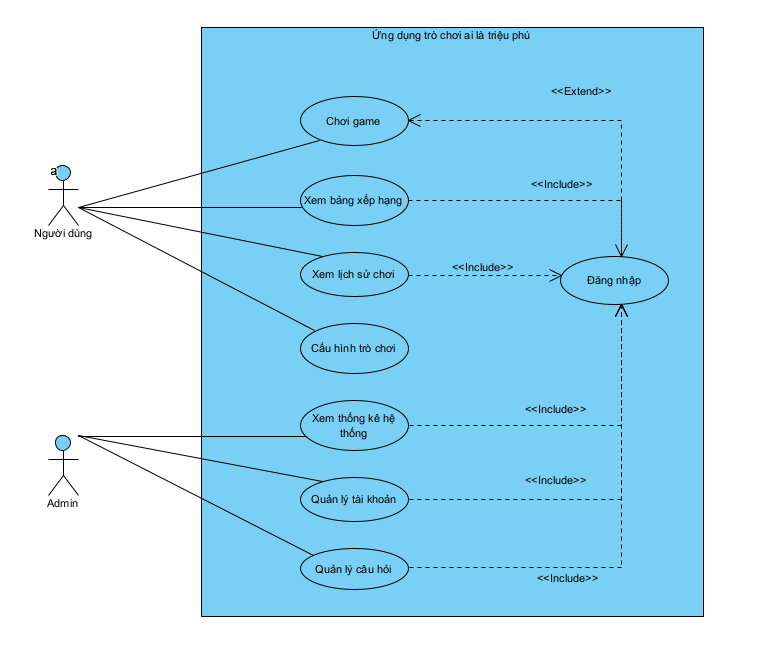 Ứng dụng trò chơi ai là triệu phú
<<Extend>>
Chơi game
a
Người dùng
<<Include>>
Xem bảng xếp hạng
<<Include>>
Xem lịch sử chơi
Đăng nhập
Cấu hình trò chơi
<<Include>>
Xem thống kê hệ
thống
Admin
<<Include>>
Quản lý tài khoản
Quản lý câu hỏi
<<Include>>